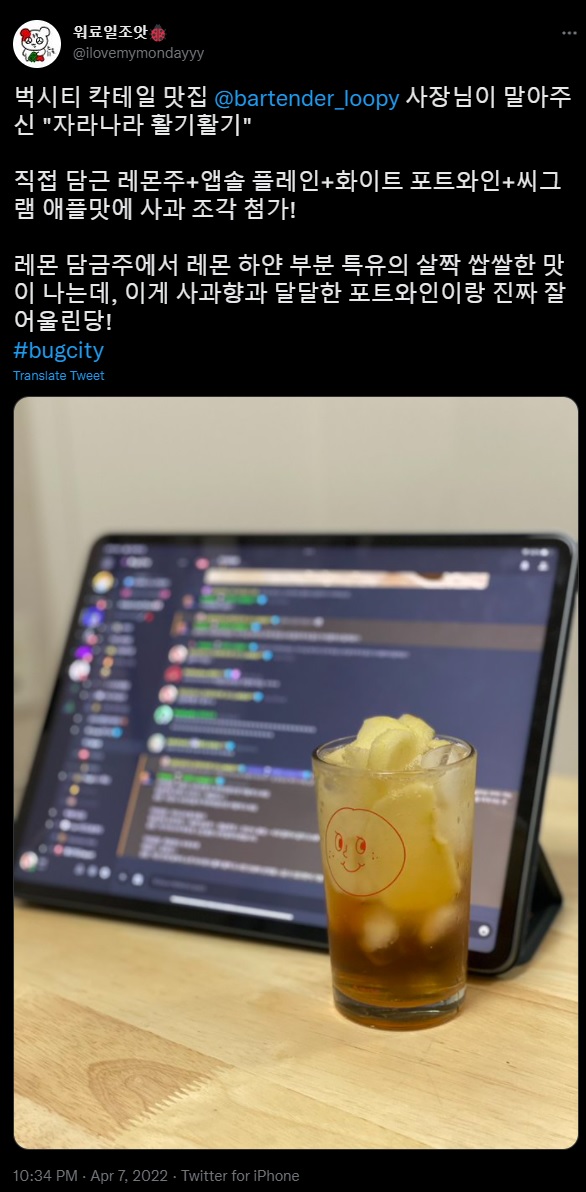 워료일조앗🐞
@ilovemymondayyy
벅시티 칵테일 맛집 @bartender_loopy 사장님이 말아주
신 "자라나라 활기활기"
직접 담근 레몬주+앱솔 플레인+화이트 포트와인+씨그
램 애플맛에 사과 조각 첨가!
레몬 담금주에서 레몬 하얀 부분 특유의 살짝 쌉쌀한 맛
이 나는데, 이게 사과향과 달달한 포트와인이랑 진짜 잘
어울린당!
#bugcity
Translate Tweet
10:34 PM · Apr 7, 2022 · Twitter for iPhone